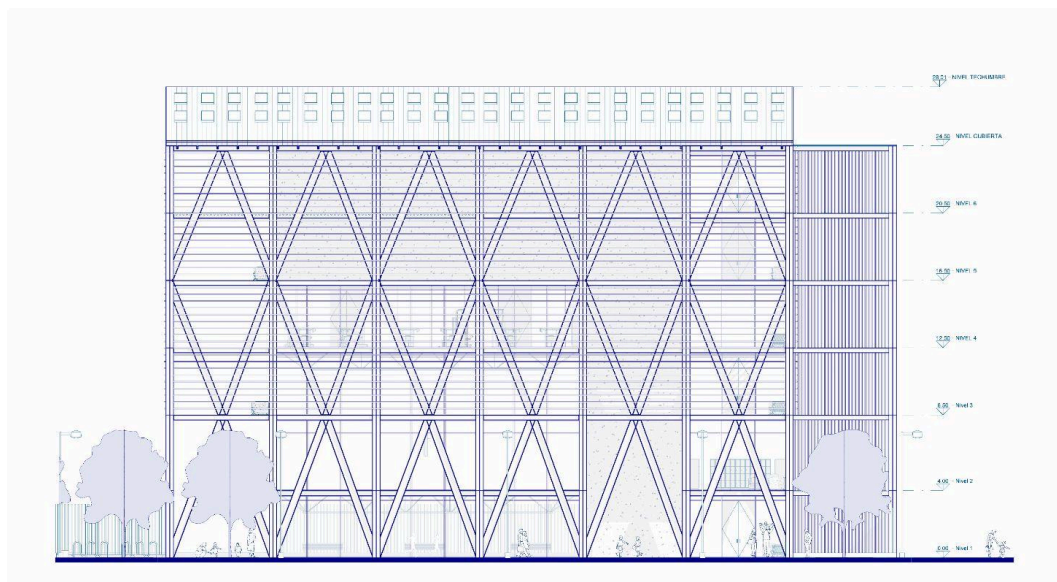 28.51 NIVEL TECHUMBRE
24.50 NIVEL CUBIERTA
20.50 NIVEL 6
16.50 NIVEL 5
12.50 NIVEL 4
8.50 Nivel 3
4.00 Nivel 2
0.00 Nivel 1